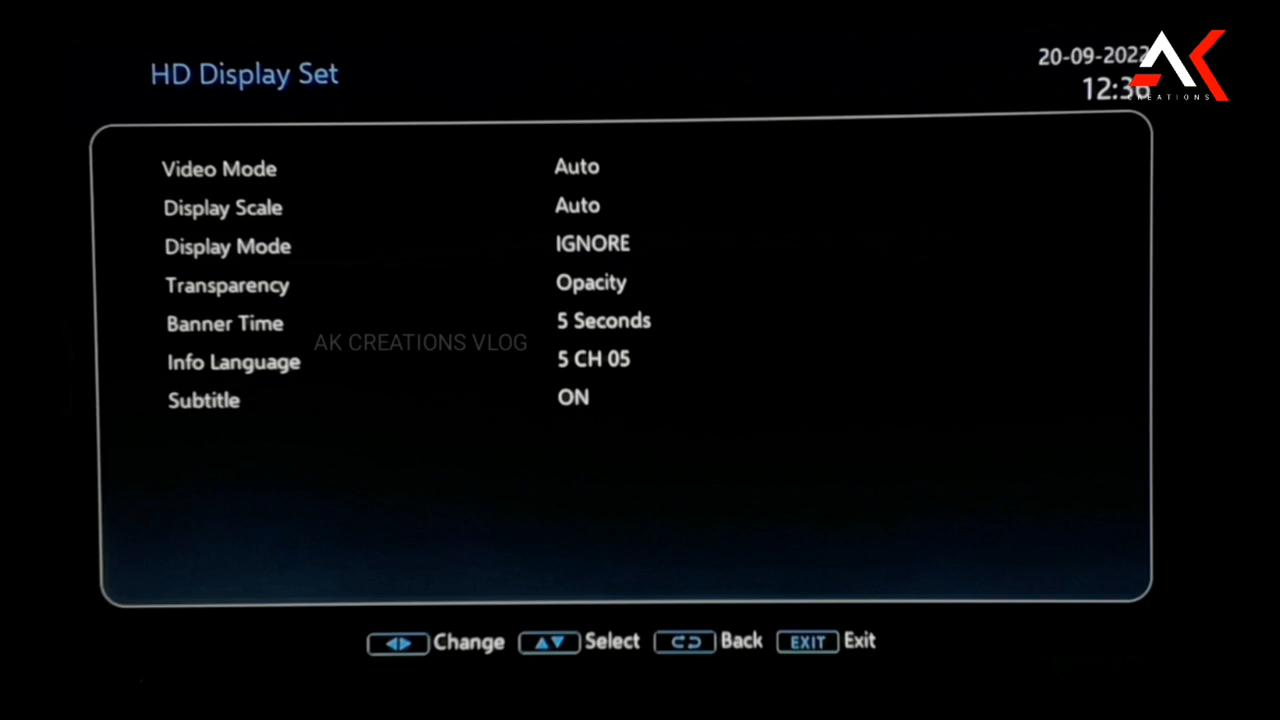 HD Display Set
20-09-2022
12:36
CREATIONS
Video Mode Auto
Display Scale Auto
Display Mode IGNORE
Transparency Opacity
Banner Time 5 Seconds
AK CREATIONS VLOG
Info Language 5 CH 05
Subtitle ON
Change Select Back EXIT Exit